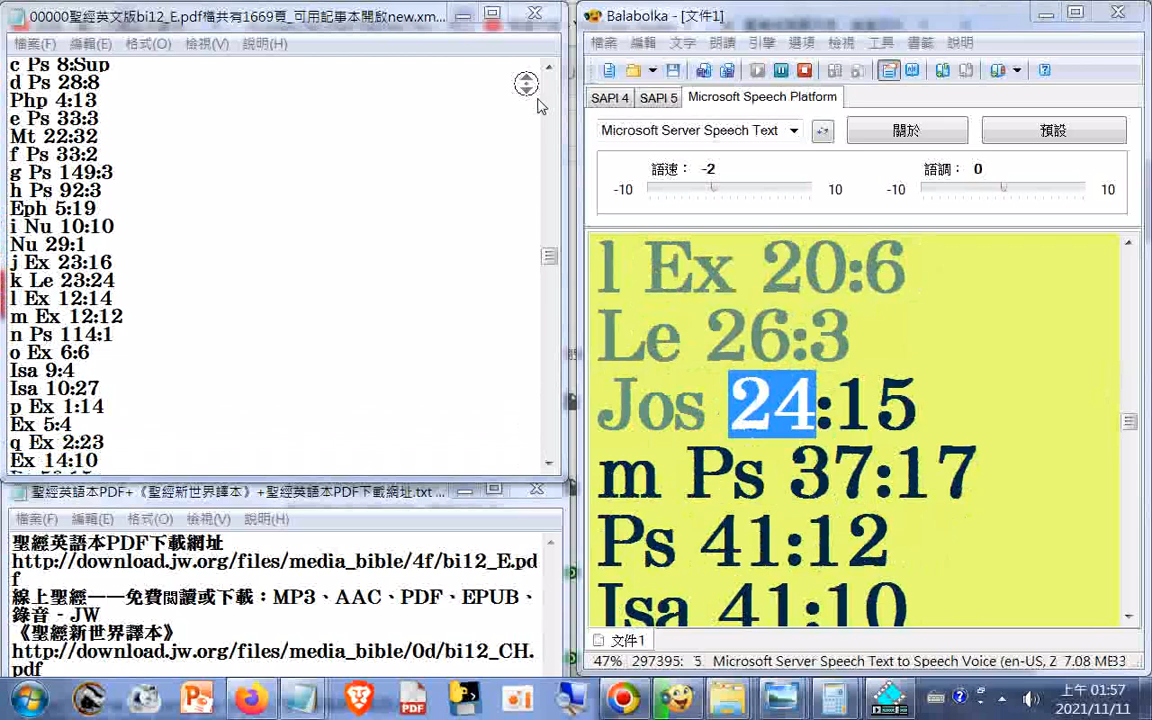 00000聖經英文版bi12_E.pdf檔共有1669頁_可用記事本開啟new.xm...
檔案(F) 編輯(E) 格式(O) 檢視(V) 說明(H)
c Ps 8:Sup
d Ps 28:8
Php 4:13
e Ps 33:3
Mt 22:32
f Ps 33:2
g Ps 149:3
h Ps 92:3
Eph 5:19
i Nu 10:10
Nu 29:1
j Ex 23:16
k Le 23:24
l Ex 12:14
m Ex 12:12
n Ps 114:1
o Ex 6:6
Isa 9:4
Isa 10:27
p Ex 1:14
Ex 5:4
q Ex 2:23
Ex 14:10
聖經英語本PDF+《聖經新世界譯本》+聖經英語本PDF下載網址.txt ...
檔案(F) 編輯(E) 格式(O) 檢視(V) 說明(H)
聖經英語本PDF下載網址
http://download.jw.org/files/media_bible/4f/bi12_E.pd
f
線上聖經──免費閱讀或下載：MP3、AAC、PDF、EPUB、
錄音 - JW
《聖經新世界譯本》
http://download.jw.org/files/media_bible/0d/bi12_CH.
pdf
Balabolka - [文件1]
檔案 編輯 文字 朗讀 引擎 選項 檢視 工具 書籤 說明
SAPI 4 SAPI 5 Microsoft Speech Platform
Microsoft Server Speech Text 關於 預設
語速： -2 語調： 0
-10 10 -10 10
l Ex 20:6
Le 26:3
Jos 24:15
m Ps 37:17
Ps 41:12
Isa 41:10
文件1
47% 297395: Microsoft Server Speech Text to Speech Voice (en-US, Z 7.08 MB
PDF
上午 01:57
2021/11/11